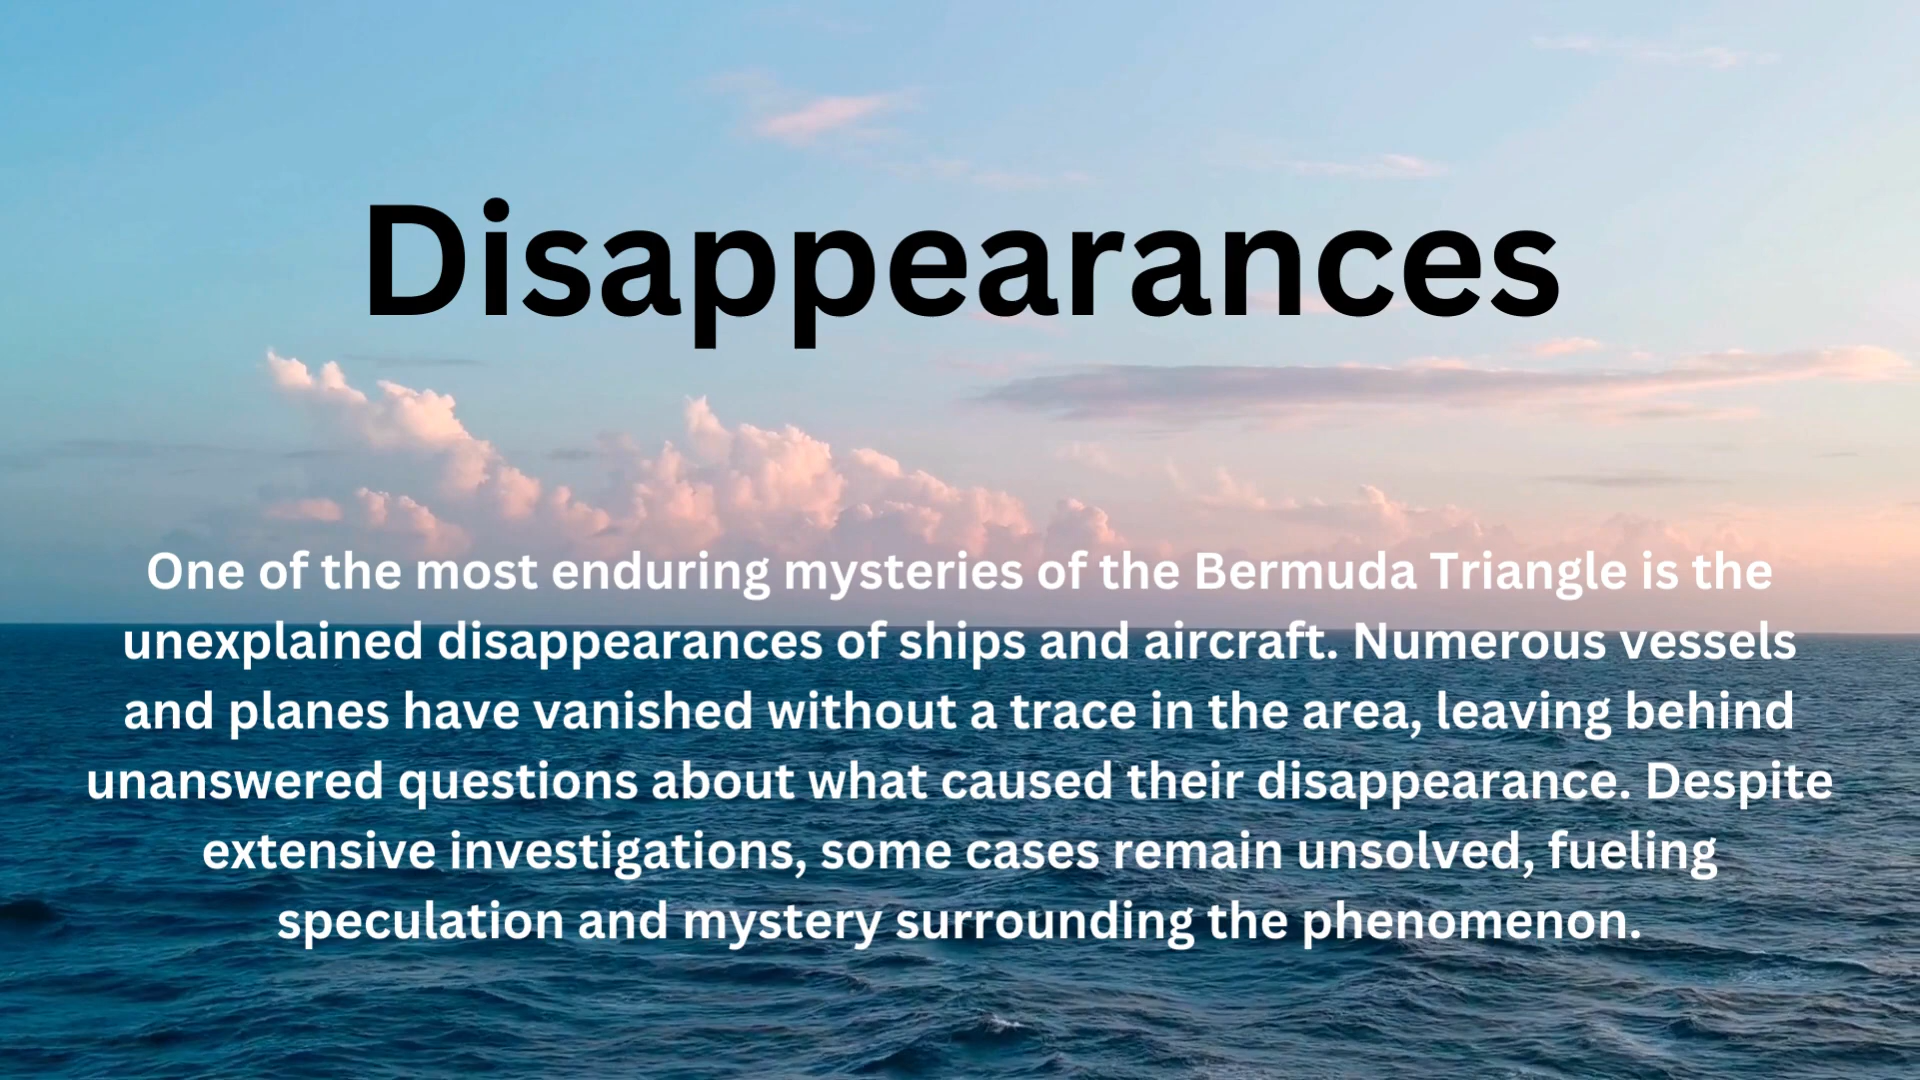 Disappearances
One of the most enduring mysteries of the Bermuda Triangle is the
unexplained disappearances of ships and aircraft. Numerous vessels
and planes have vanished without a trace in the area, leaving behind
unanswered questions about what caused their disappearance. Despite
extensive investigations, some cases remain unsolved, fueling
speculation and mystery surrounding the phenomenon.